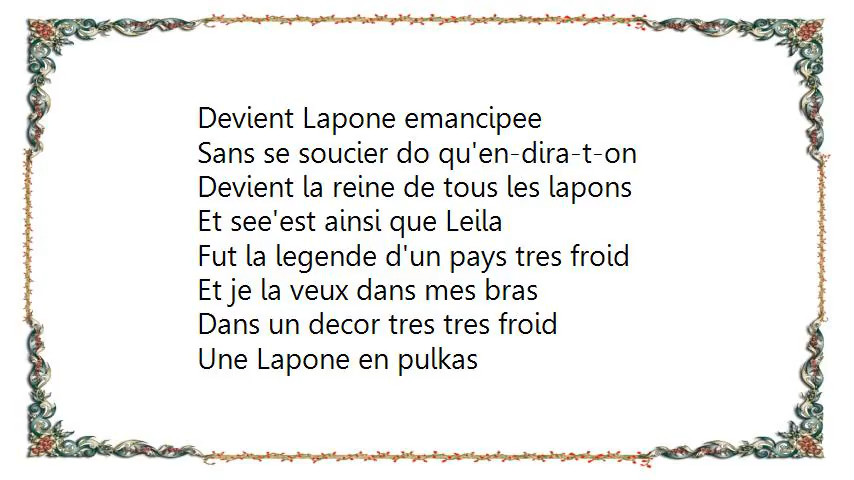 Devient Lapone emancipee
Sans se soucier do qu'en-dira-t-on
Devient la reine de tous les lapons
Et see'est ainsi que Leila
Fut la legende d'un pays tres froid
Et je la veux dans mes bras
Dans un decor tres tres froid
Une Lapone en pulkas